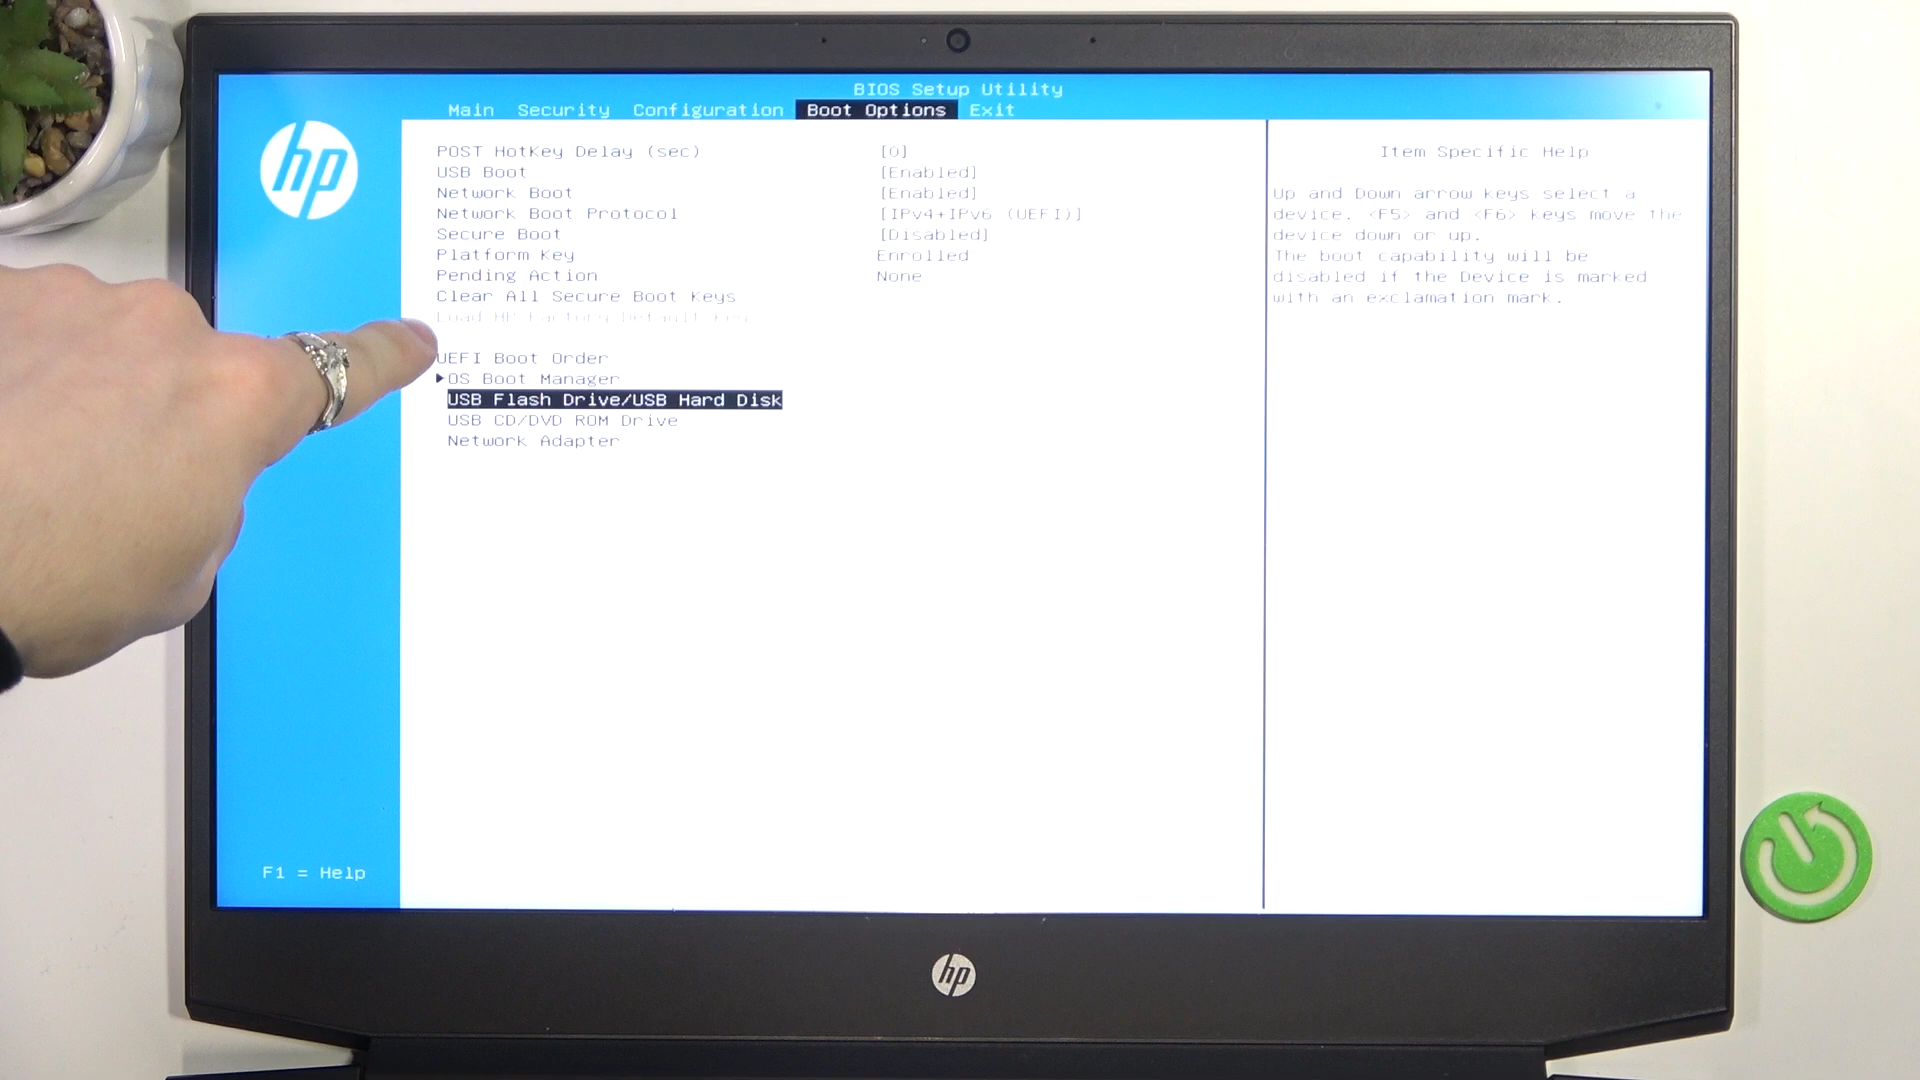 BIOS Setup Utility
Main Security Configuration Boot Options Exit
hp
POST HotKey Delay (sec) [0]
USB Boot [Enabled]
Network Boot [Enabled]
Network Boot Protocol [IPv4+IPv6 (UEFI)]
Secure Boot [Disabled]
Platform Key Enrolled
Pending Action None
Clear All Secure Boot Keys
Load HP Factory Default Key
UEFI Boot Order
OS Boot Manager
USB Flash Drive/USB Hard Disk
USB CD/DVD ROM Drive
Network Adapter
Item Specific Help
Up and Down arrow keys select a
device. <F5> and <F6> keys move the
device down or up.
The boot capability will be
disabled if the Device is marked
with an exclamation mark.
F1 = Help
hp